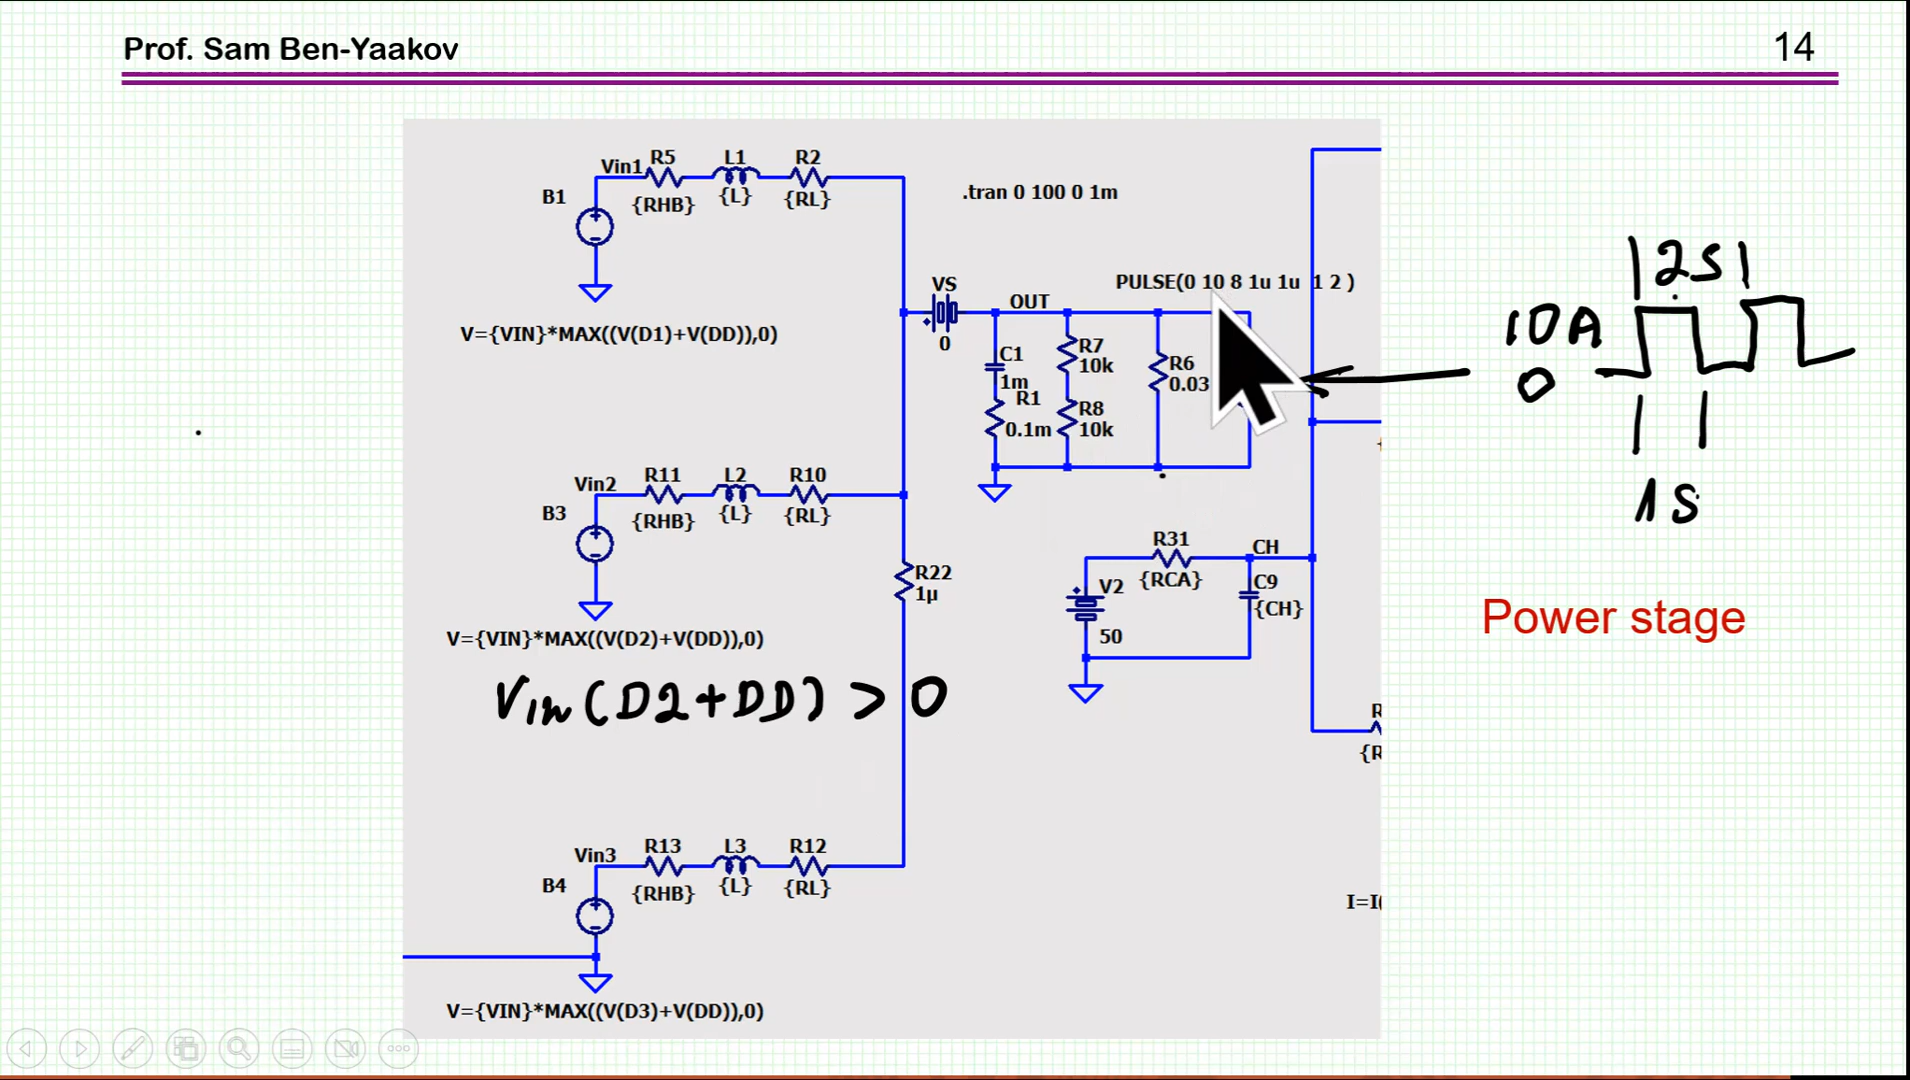 Prof. Sam Ben-Yaakov
14
Vin1
R5
L1
R2
B1
{RHB}
{L}
{RL}
.tran 0 100 0 1m
V={VIN}*MAX((V(D1)+V(DD)),0)
VS
0
OUT
PULSE(0 10 8 1u 1u 1 2 )
C1
1m
R1
0.1m
R7
10k
R8
10k
R6
0.03
2S
10A
0
1S
Vin2
R11
L2
R10
B3
{RHB}
{L}
{RL}
V={VIN}*MAX((V(D2)+V(DD)),0)
R22
1µ
Vin(D2+DD) > 0
R31
{RCA}
CH
V2
50
C9
{CH}
Power stage
R
{R
Vin3
R13
L3
R12
B4
{RHB}
{L}
{RL}
I=I(
V={VIN}*MAX((V(D3)+V(DD)),0)